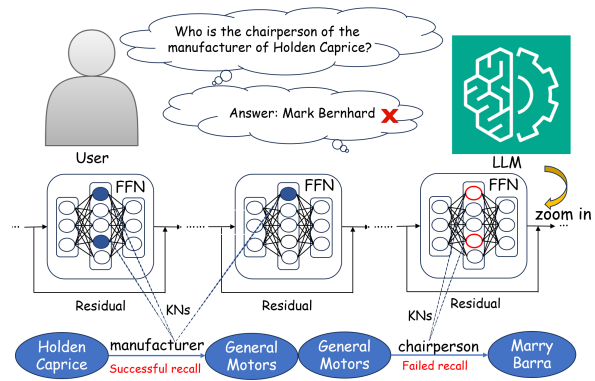 Who is the chairperson of the
manufacturer of Holden Caprice?
Answer: Mark Bernhard
User
LLM
FFN
FFN
FFN
zoom in
...
......
......
...
Residual
KNs
Residual
KNs
Residual
Holden
Caprice
manufacturer
Successful recall
General
Motors
General
Motors
chairperson
Failed recall
Marry
Barra